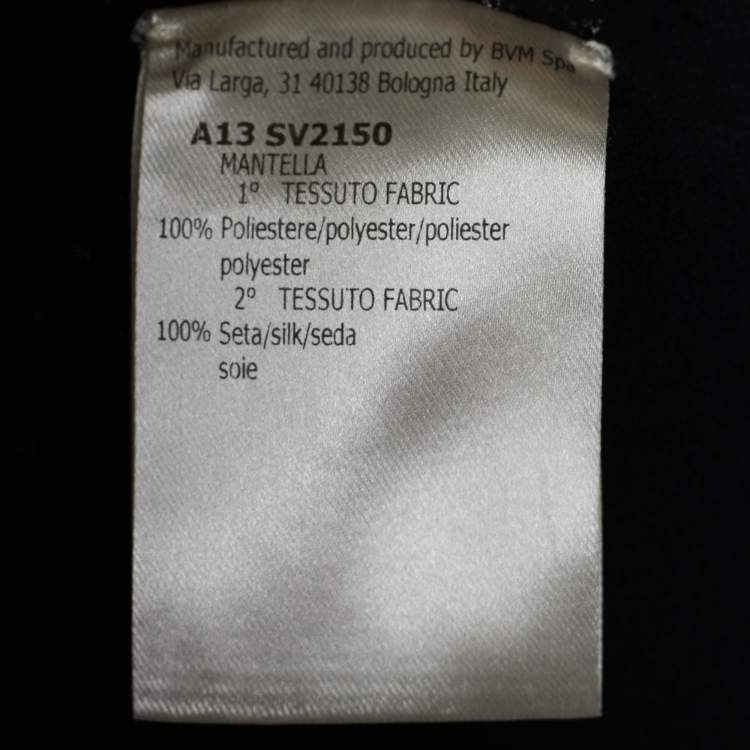 Manufactured and produced by BVM Spa
Via Larga, 31 40138 Bologna Italy
A13 SV2150
MANTELLA
1° TESSUTO FABRIC
100% Poliestere/polyester/poliester
polyester
2° TESSUTO FABRIC
100% Seta/silk/seda
soie